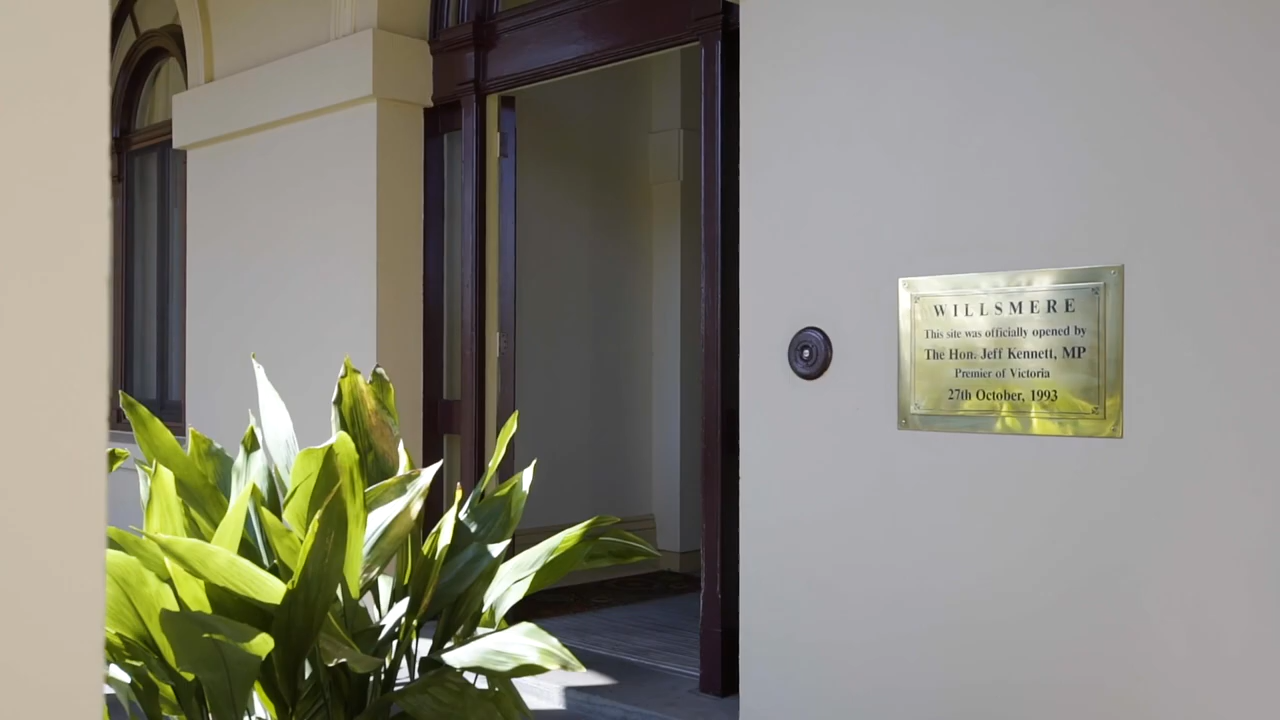 WILLSMERE
This site was officially opened by
The Hon. Jeff Kennett, MP
Premier of Victoria
27th October, 1993